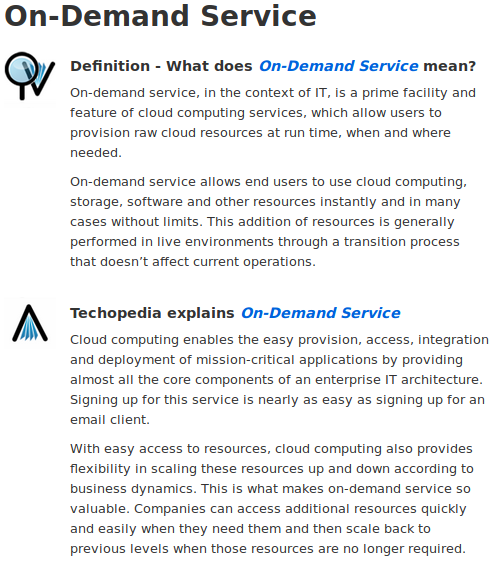 On-Demand Service
Definition - What does On-Demand Service mean?
On-demand service, in the context of IT, is a prime facility and
feature of cloud computing services, which allow users to
provision raw cloud resources at run time, when and where
needed.
On-demand service allows end users to use cloud computing,
storage, software and other resources instantly and in many
cases without limits. This addition of resources is generally
performed in live environments through a transition process
that doesn’t affect current operations.
Techopedia explains On-Demand Service
Cloud computing enables the easy provision, access, integration
and deployment of mission-critical applications by providing
almost all the core components of an enterprise IT architecture.
Signing up for this service is nearly as easy as signing up for an
email client.
With easy access to resources, cloud computing also provides
flexibility in scaling these resources up and down according to
business dynamics. This is what makes on-demand service so
valuable. Companies can access additional resources quickly
and easily when they need them and then scale back to
previous levels when those resources are no longer required.